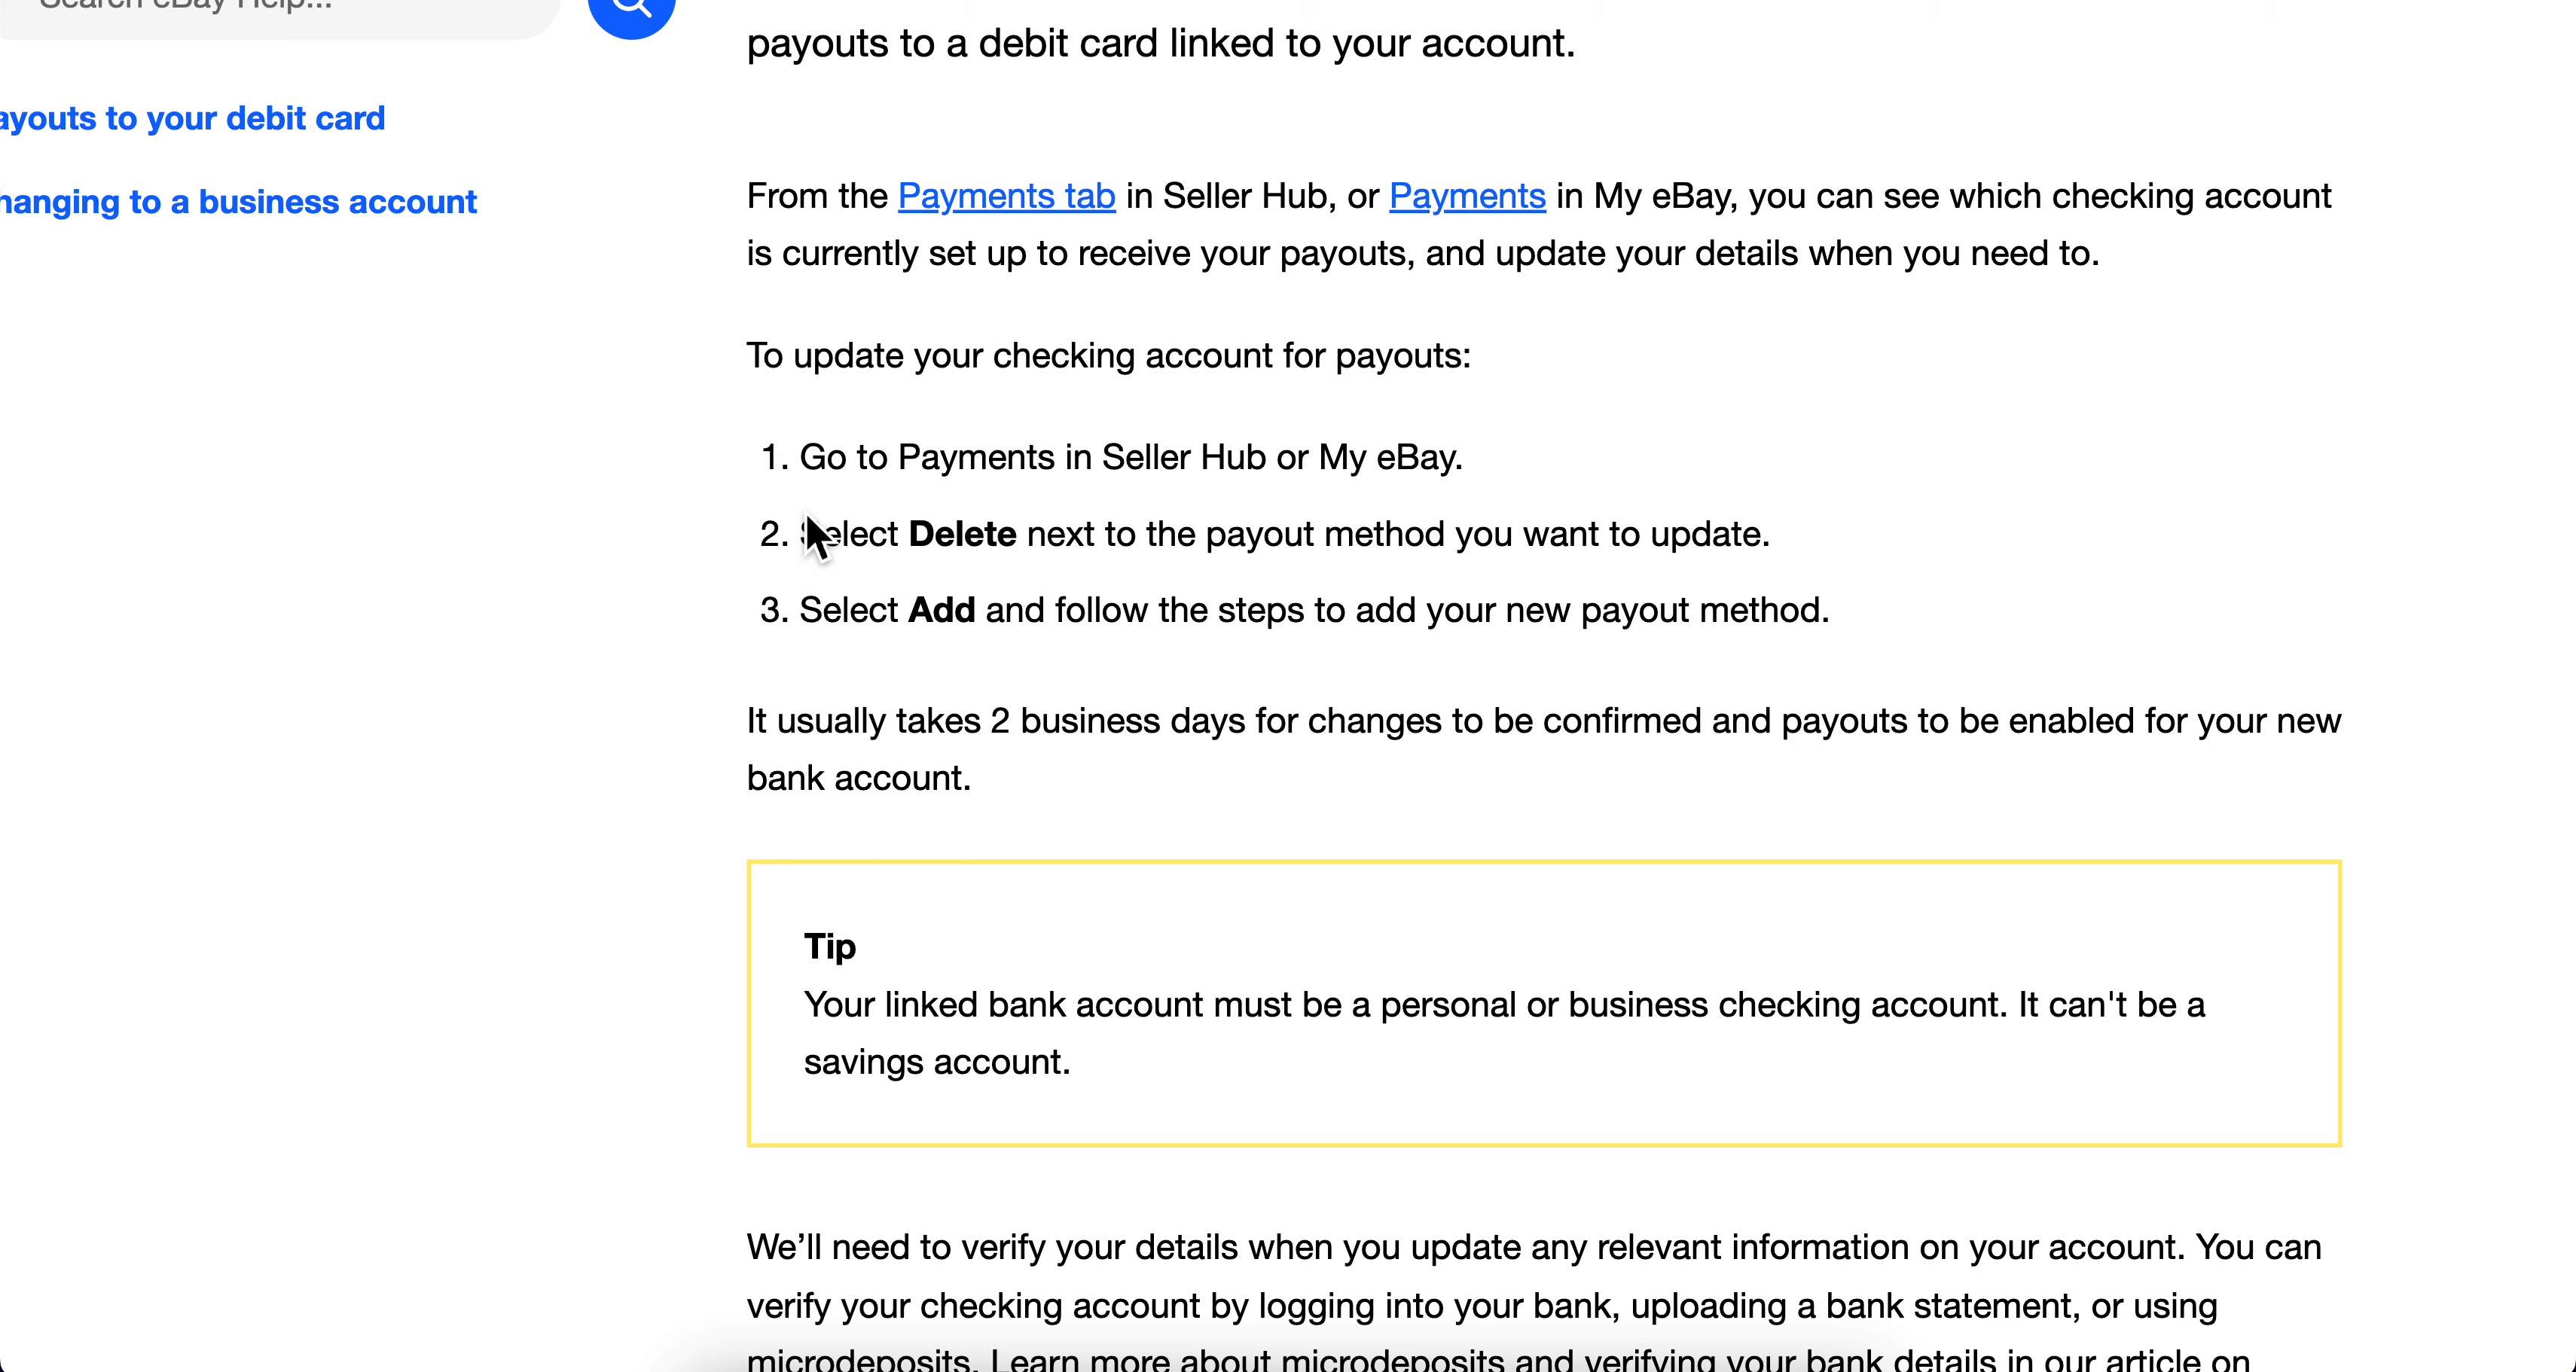 Search eBay Help...
payouts to a debit card linked to your account.
ayouts to your debit card
hanging to a business account
From the Payments tab in Seller Hub, or Payments in My eBay, you can see which checking account
is currently set up to receive your payouts, and update your details when you need to.
To update your checking account for payouts:
1. Go to Payments in Seller Hub or My eBay.
2. Select Delete next to the payout method you want to update.
3. Select Add and follow the steps to add your new payout method.
It usually takes 2 business days for changes to be confirmed and payouts to be enabled for your new
bank account.
Tip
Your linked bank account must be a personal or business checking account. It can't be a
savings account.
We’ll need to verify your details when you update any relevant information on your account. You can
verify your checking account by logging into your bank, uploading a bank statement, or using
microdeposits. Learn more about microdeposits and verifying your bank details in our article on